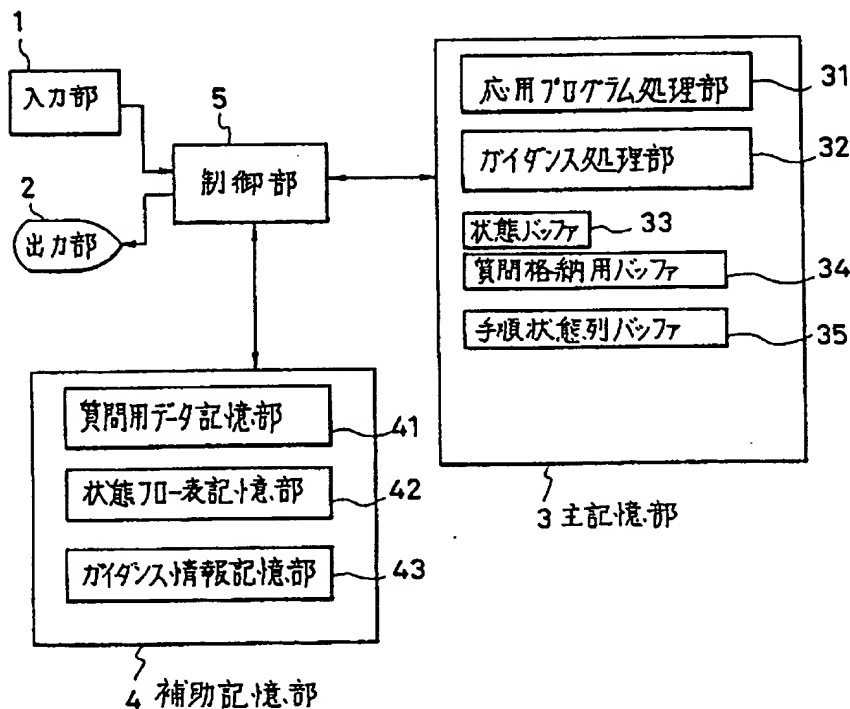 1
入力部
2
出力部
5
制御部
応用プログラム処理部
31
ガイダンス処理部
32
状態バッファ
33
質問格納用バッファ
34
手順状態列バッファ
35
3 主記憶部
質問用データ記憶部
41
状態フロー表記憶部
42
ガイダンス情報記憶部
43
4 補助記憶部